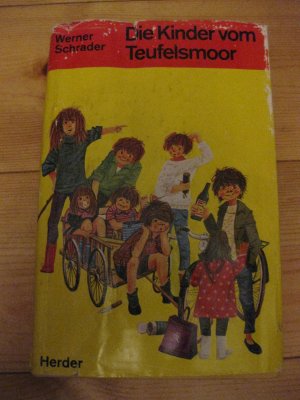 Werner
Schrader
Die Kinder vom
Teufelsmoor
Herder